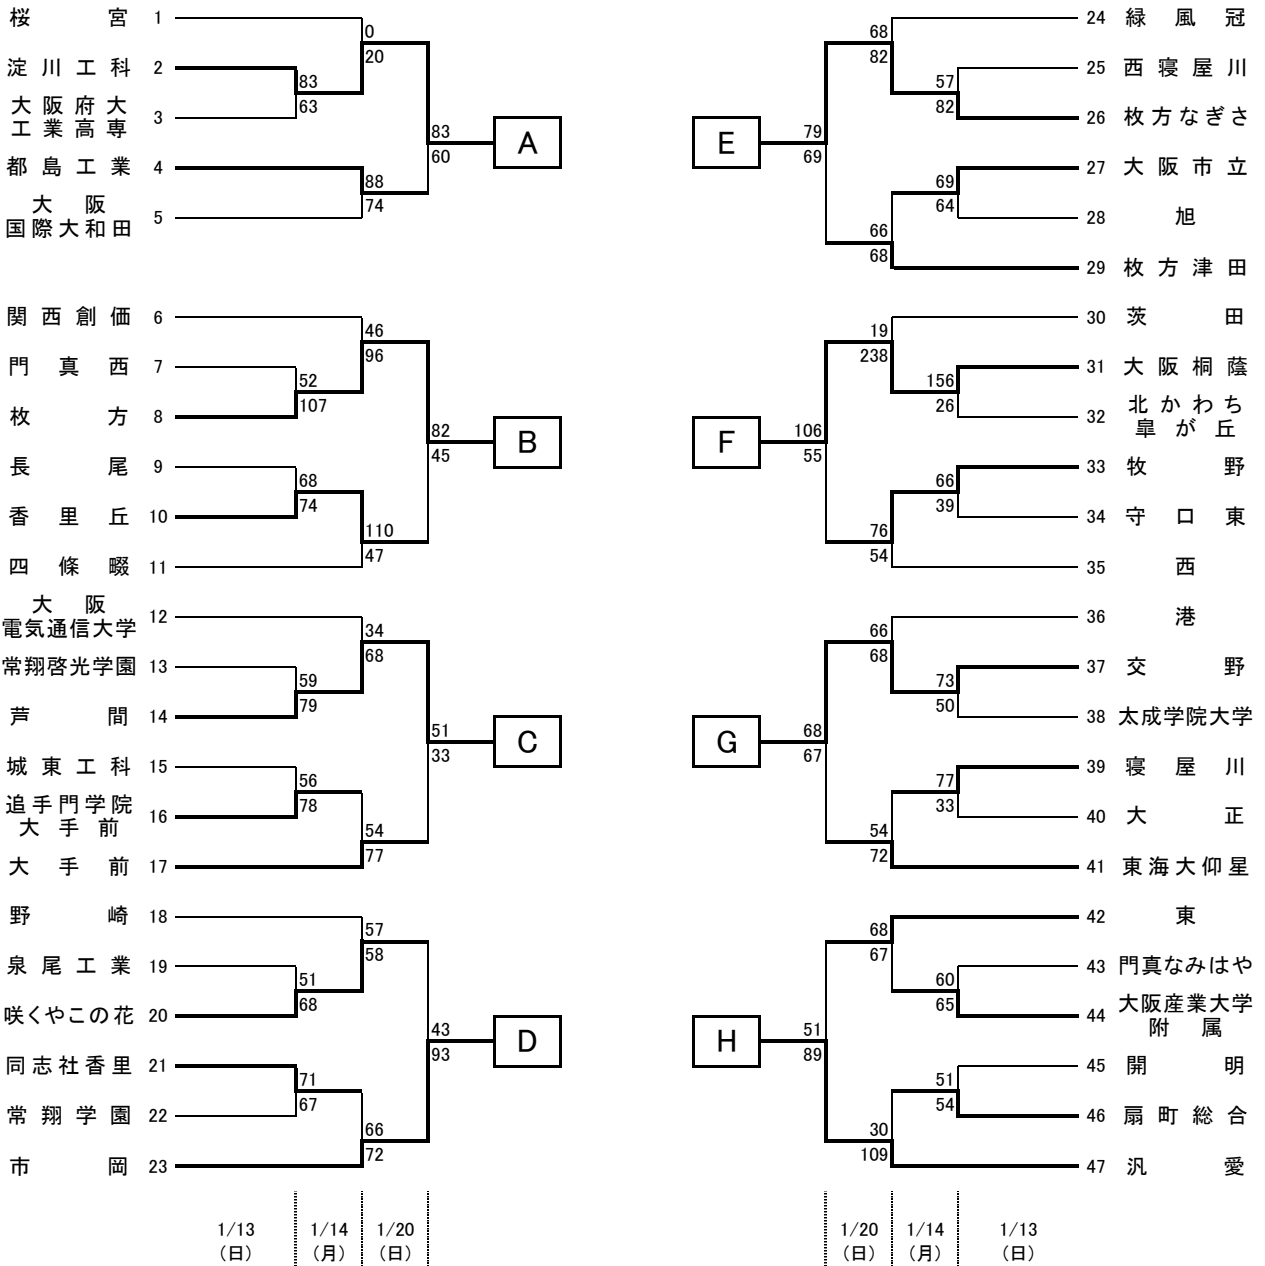 桜宮 1
淀川工科 2
83
63
大阪府大
工業高専 3
0
20
都島工業 4
大阪
国際大和田 5
88
74
83
60
A
関西創価 6
門真西 7
枚方 8
52
107
46
96
長尾 9
香里丘 10
68
74
四條畷 11
110
47
82
45
B
大阪
電気通信大学 12
常翔啓光学園 13
芦間 14
59
79
34
68
城東工科 15
追手門学院
大手前 16
56
78
大手前 17
54
77
51
33
C
野崎 18
泉尾工業 19
咲くやこの花 20
51
68
57
58
同志社香里 21
常翔学園 22
71
67
市岡 23
66
72
43
93
D
24 緑風冠
25 西寝屋川
26 枚方なぎさ
57
82
68
82
27 大阪市立
28 旭
69
64
29 枚方津田
66
68
79
69
E
30 茨田
31 大阪桐蔭
32 北かわち
皐が丘
156
26
19
238
33 牧野
34 守口東
66
39
35 西
76
54
106
55
F
36 港
37 交野
38 太成学院大学
73
50
66
68
39 寝屋川
40 大正
77
33
41 東海大仰星
54
72
68
67
G
42 東
43 門真なみはや
44 大阪産業大学
附属
60
65
68
67
45 開明
46 扇町総合
51
54
47 汎愛
30
109
51
89
H
1/13 1/14 1/20 1/20 1/14 1/13
(日) (月) (日) (日) (月) (日)